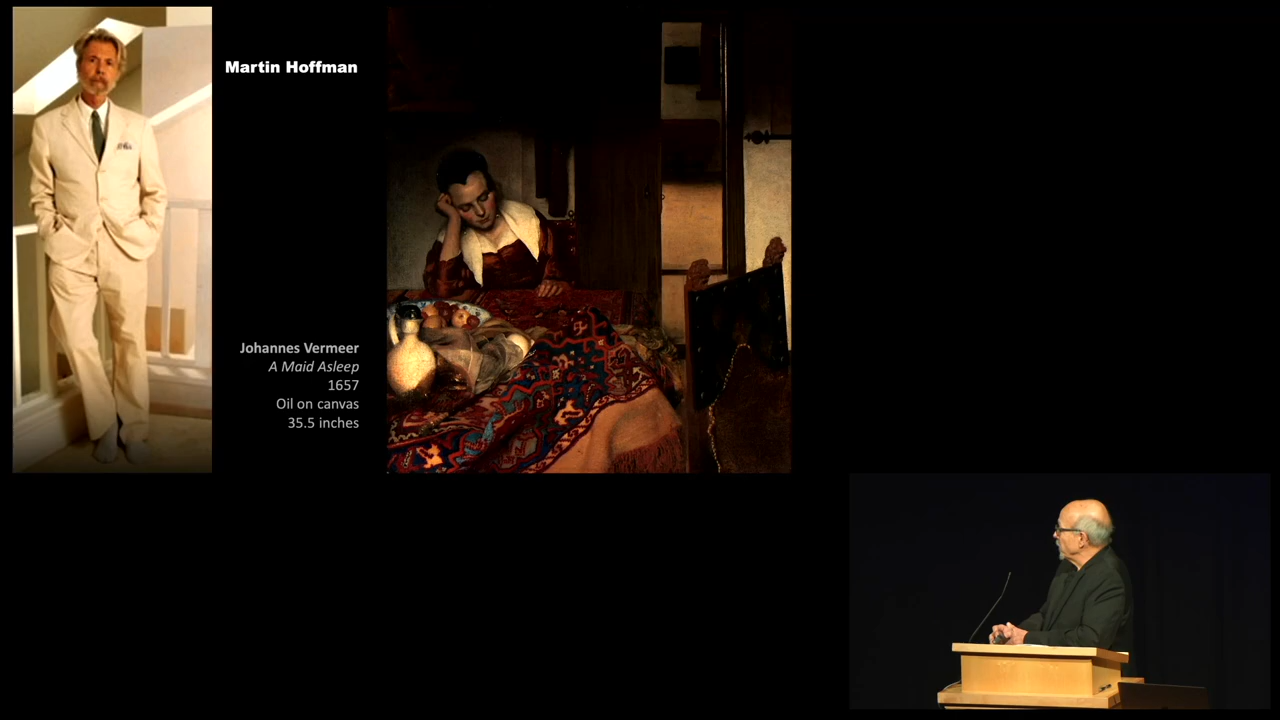 Martin Hoffman
Johannes Vermeer
A Maid Asleep
1657
Oil on canvas
35.5 inches